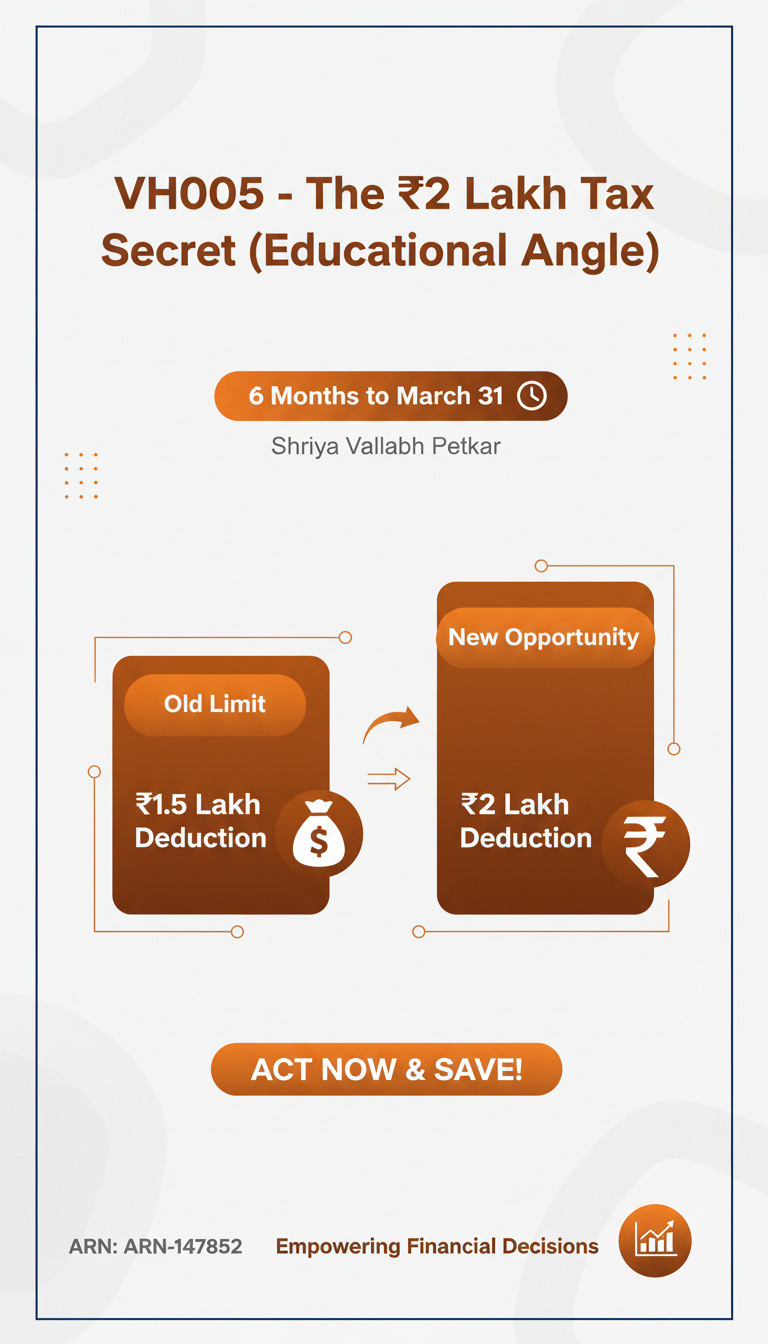 VH005 - The ₹2 Lakh Tax
Secret (Educational Angle)
6 Months to March 31
Shriya Vallabh Petkar
Old Limit
₹1.5 Lakh
Deduction
$
New Opportunity
₹2 Lakh
Deduction
₹
ACT NOW & SAVE!
ARN: ARN-147852
Empowering Financial Decisions